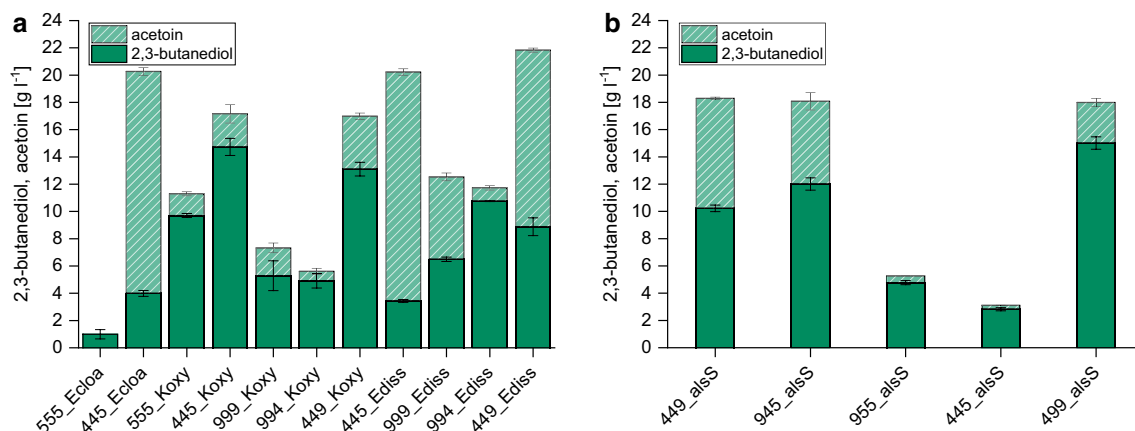 a
acetoin
2,3-butanediol
2,3-butanediol, acetoin [g l⁻¹]
24
22
20
18
16
14
12
10
8
6
4
2
0
555_Ecloa
445_Ecloa
555_Koxy
445_Koxy
999_Koxy
994_Koxy
449_Koxy
445_Ediss
999_Ediss
994_Ediss
449_Ediss
b
acetoin
2,3-butanediol
2,3-butanediol, acetoin [g l⁻¹]
24
22
20
18
16
14
12
10
8
6
4
2
0
449_alsS
945_alsS
955_alsS
445_alsS
499_alsS